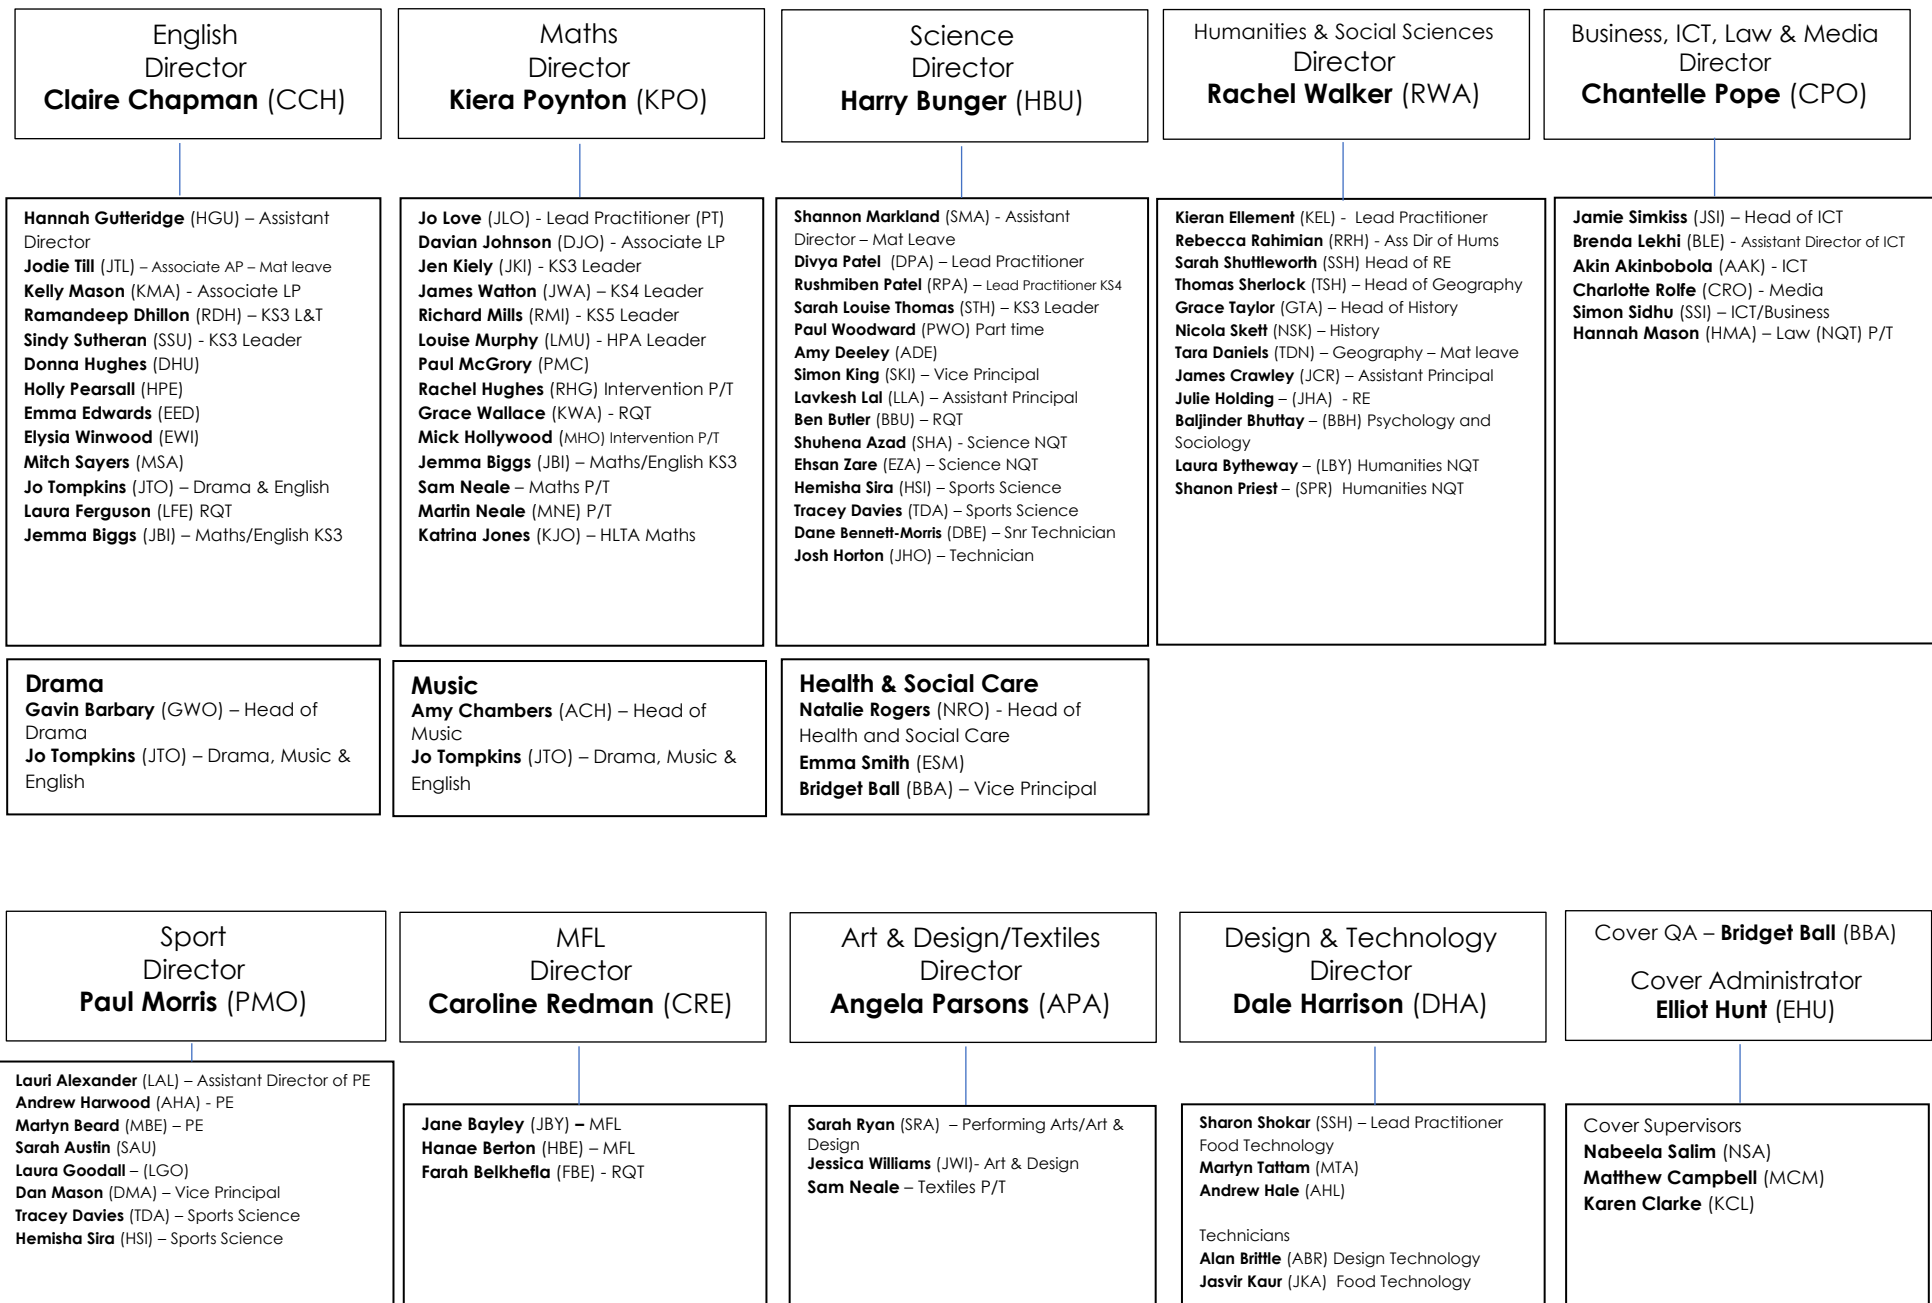 English
Director
Claire Chapman (CCH)
Maths
Director
Kiera Poynton (KPO)
Science
Director
Harry Bunger (HBU)
Humanities & Social Sciences
Director
Rachel Walker (RWA)
Business, ICT, Law & Media
Director
Chantelle Pope (CPO)
Hannah Gutteridge (HGU) – Assistant
Director
Jodie Till (JTL) – Associate AP – Mat leave
Kelly Mason (KMA) - Associate LP
Ramandeep Dhillon (RDH) – KS3 L&T
Sindy Sutheran (SSU) - KS3 Leader
Donna Hughes (DHU)
Holly Pearsall (HPE)
Emma Edwards (EED)
Elysia Winwood (EWI)
Mitch Sayers (MSA)
Jo Tompkins (JTO) – Drama & English
Laura Ferguson (LFE) RQT
Jemma Biggs (JBI) – Maths/English KS3
Jo Love (JLO) - Lead Practitioner (PT)
Davian Johnson (DJO) - Associate LP
Jen Kiely (JKI) - KS3 Leader
James Watton (JWA) – KS4 Leader
Richard Mills (RMI) - KS5 Leader
Louise Murphy (LMU) - HPA Leader
Paul McGrory (PMC)
Rachel Hughes (RHG) Intervention P/T
Grace Wallace (KWA) - RQT
Mick Hollywood (MHO) Intervention P/T
Jemma Biggs (JBI) – Maths/English KS3
Sam Neale – Maths P/T
Martin Neale (MNE) P/T
Katrina Jones (KJO) – HLTA Maths
Shannon Markland (SMA) - Assistant
Director – Mat Leave
Divya Patel (DPA) – Lead Practitioner
Rushmiben Patel (RPA) – Lead Practitioner KS4
Sarah Louise Thomas (STH) – KS3 Leader
Paul Woodward (PWO) Part time
Amy Deeley (ADE)
Simon King (SKI) – Vice Principal
Lavkesh Lal (LLA) – Assistant Principal
Ben Butler (BBU) – RQT
Shuhena Azad (SHA) - Science NQT
Ehsan Zare (EZA) – Science NQT
Hemisha Sira (HSI) – Sports Science
Tracey Davies (TDA) – Sports Science
Dane Bennett-Morris (DBE) – Snr Technician
Josh Horton (JHO) – Technician
Kieran Ellement (KEL) - Lead Practitioner
Rebecca Rahimian (RRH) - Ass Dir of Hums
Sarah Shuttleworth (SSH) Head of RE
Thomas Sherlock (TSH) – Head of Geography
Grace Taylor (GTA) – Head of History
Nicola Skett (NSK) – History
Tara Daniels (TDN) – Geography – Mat leave
James Crawley (JCR) – Assistant Principal
Julie Holding – (JHA) - RE
Baljinder Bhuttay – (BBH) Psychology and
Sociology
Laura Bytheway – (LBY) Humanities NQT
Shanon Priest – (SPR) Humanities NQT
Jamie Simkiss (JSI) – Head of ICT
Brenda Lekhi (BLE) - Assistant Director of ICT
Akin Akinbobola (AAK) - ICT
Charlotte Rolfe (CRO) - Media
Simon Sidhu (SSI) – ICT/Business
Hannah Mason (HMA) – Law (NQT) P/T
Drama
Gavin Barbary (GWO) – Head of
Drama
Jo Tompkins (JTO) – Drama, Music &
English
Music
Amy Chambers (ACH) – Head of
Music
Jo Tompkins (JTO) – Drama, Music &
English
Health & Social Care
Natalie Rogers (NRO) - Head of
Health and Social Care
Emma Smith (ESM)
Bridget Ball (BBA) – Vice Principal
Sport
Director
Paul Morris (PMO)
MFL
Director
Caroline Redman (CRE)
Art & Design/Textiles
Director
Angela Parsons (APA)
Design & Technology
Director
Dale Harrison (DHA)
Cover QA – Bridget Ball (BBA)
Cover Administrator
Elliot Hunt (EHU)
Lauri Alexander (LAL) – Assistant Director of PE
Andrew Harwood (AHA) - PE
Martyn Beard (MBE) – PE
Sarah Austin (SAU)
Laura Goodall – (LGO)
Dan Mason (DMA) – Vice Principal
Tracey Davies (TDA) – Sports Science
Hemisha Sira (HSI) – Sports Science
Jane Bayley (JBY) – MFL
Hanae Berton (HBE) – MFL
Farah Belkhefla (FBE) - RQT
Sarah Ryan (SRA) – Performing Arts/Art &
Design
Jessica Williams (JWI)- Art & Design
Sam Neale – Textiles P/T
Sharon Shokar (SSH) – Lead Practitioner
Food Technology
Martyn Tattam (MTA)
Andrew Hale (AHL)
Technicians
Alan Brittle (ABR) Design Technology
Jasvir Kaur (JKA) Food Technology
Cover Supervisors
Nabeela Salim (NSA)
Matthew Campbell (MCM)
Karen Clarke (KCL)